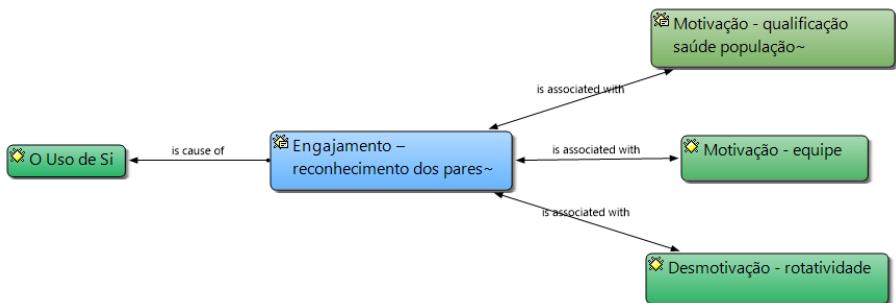 Motivação - qualificação
saúde população~
is associated with
O Uso de Si
is cause of
Engajamento –
reconhecimento dos pares~
is associated with
Motivação - equipe
is associated with
Desmotivação - rotatividade